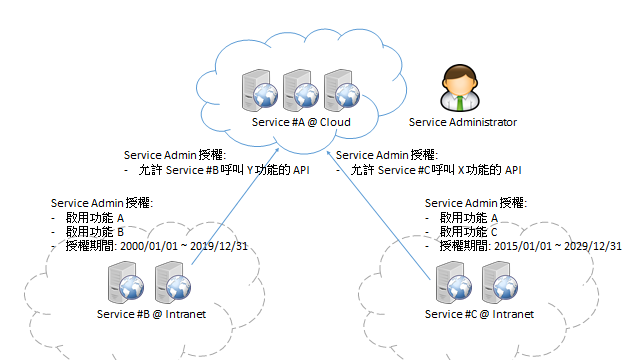 Service #A @ Cloud
Service Administrator
Service Admin 授權:
- 允許 Service #B 呼叫 Y 功能的 API
Service Admin 授權:
- 允許 Service #C 呼叫 X 功能的 API
Service Admin 授權:
- 啟用功能 A
- 啟用功能 B
- 授權期間: 2000/01/01 ~ 2019/12/31
Service Admin 授權:
- 啟用功能 A
- 啟用功能 C
- 授權期間: 2015/01/01 ~ 2029/12/31
Service #B @ Intranet
Service #C @ Intranet